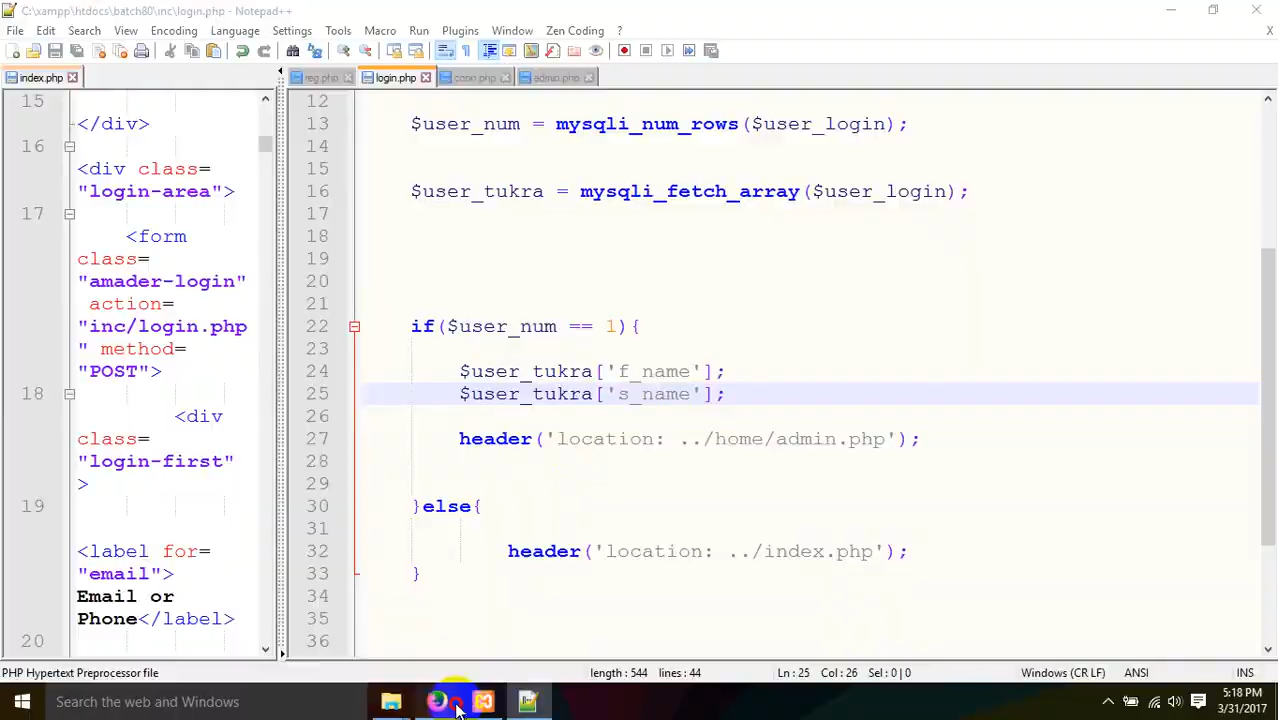 C:\xampp\htdocs\batch80\inc\login.php - Notepad++
File Edit Search View Encoding Language Settings Tools Macro Run Plugins Window Zen Coding ?
X
index.php
reg.php login.php conn.php admin.php
15
</div>
16
<div class=
"login-area">
17
<form
class=
"amader-login"
action=
"inc/login.php
" method=
"POST">
18
<div
class=
"login-first"
>
19
<label for=
"email">
Email or
Phone</label>
20
12
13 $user_num = mysqli_num_rows($user_login);
14
15
16 $user_tukra = mysqli_fetch_array($user_login);
17
18
19
20
21
22 if($user_num == 1){
23
24 $user_tukra['f_name'];
25 $user_tukra['s_name'];
26
27 header('location: ../home/admin.php');
28
29
30 }else{
31
32 header('location: ../index.php');
33 }
34
35
36
PHP Hypertext Preprocessor file length : 544 lines : 44 Ln : 25 Col : 26 Sel : 0 | 0 Windows (CR LF) ANSI INS
Search the web and Windows
5:18 PM
3/31/2017